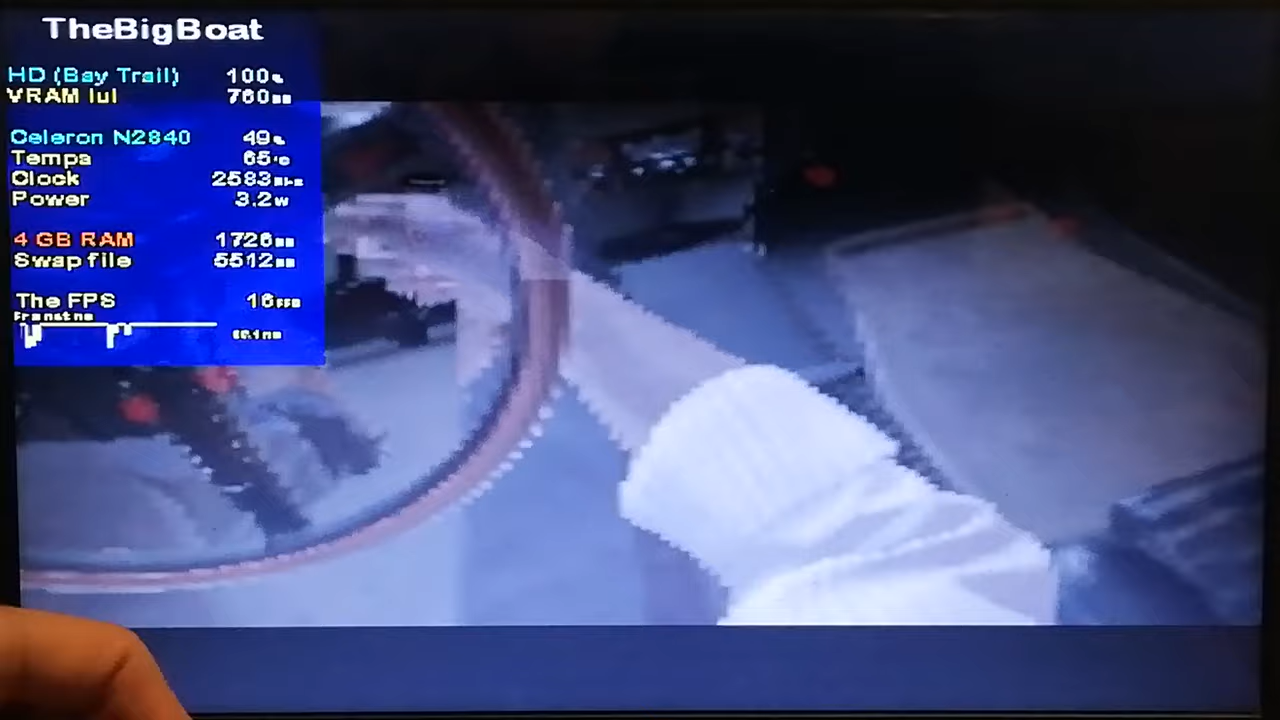 TheBigBoat
HD (Bay Trail) 100%
VRAM lul 760MB
Celeron N2840 49%
Tempa 65°C
Clock 2583MHz
Power 3.2W
4 GB RAM 1726MB
Swap file 5512MB
The FPS 16FPS